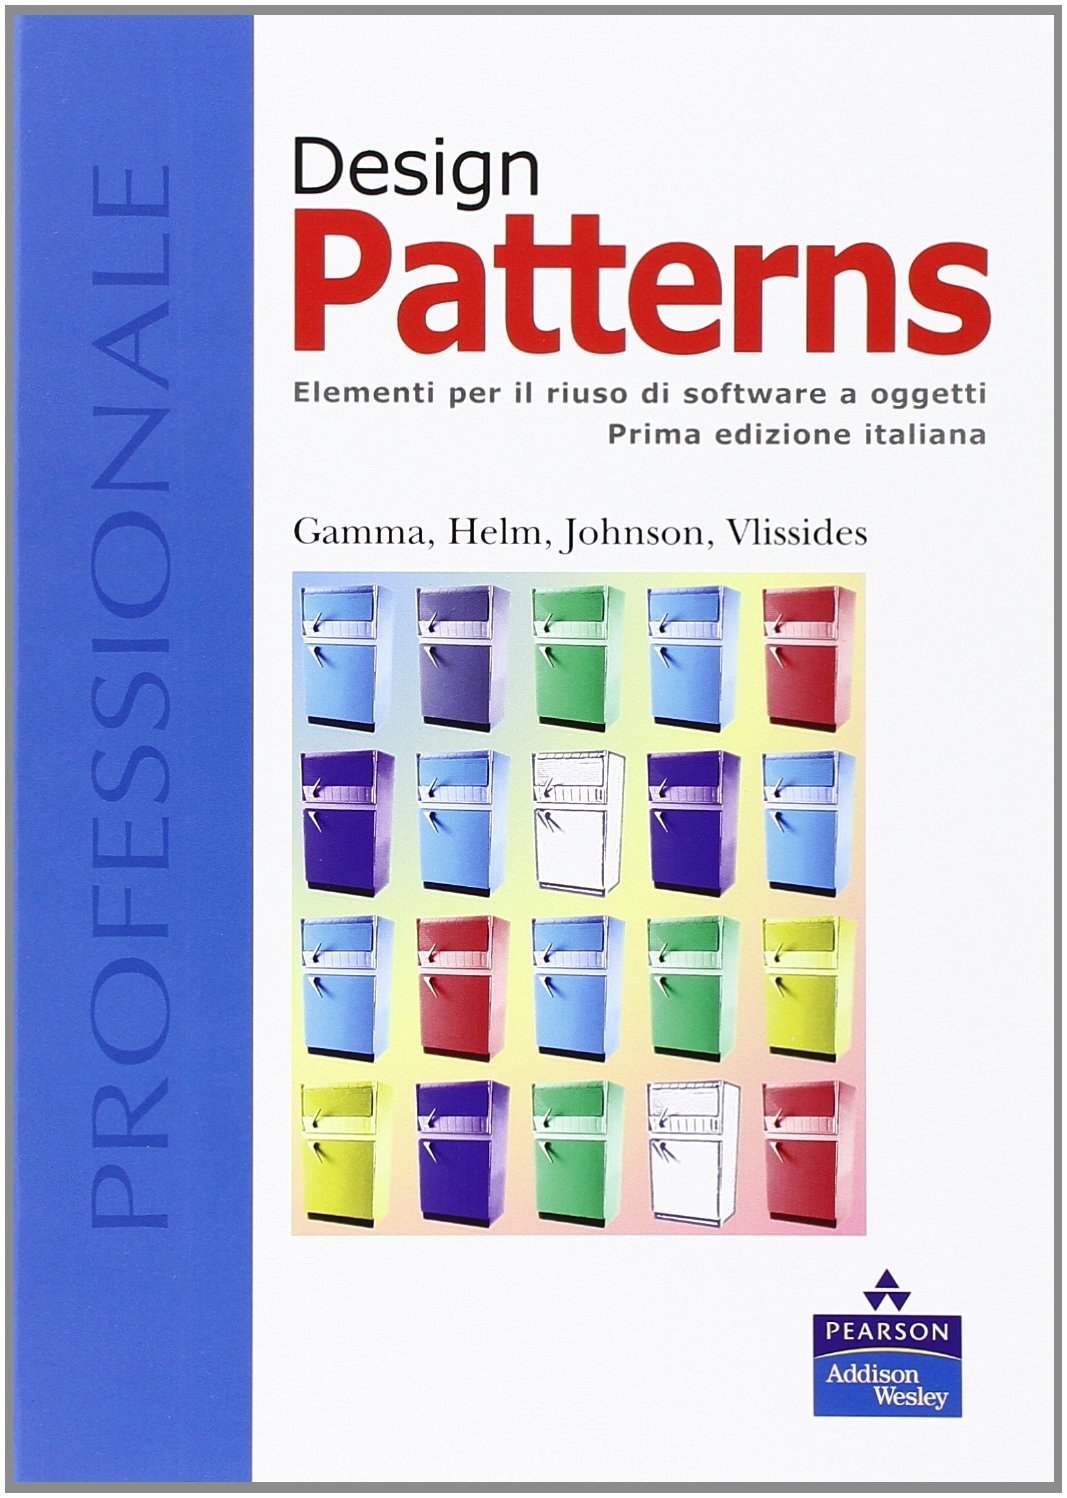 PROFESSIONALE
Design
Patterns
Elementi per il riuso di software a oggetti
Prima edizione italiana
Gamma, Helm, Johnson, Vlissides
PEARSON
Addison
Wesley